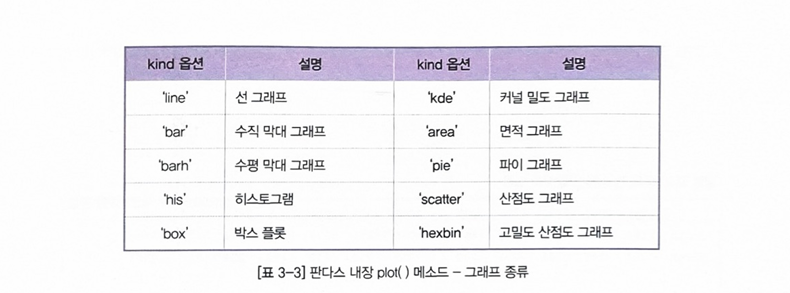 kind 옵션 설명 kind 옵션 설명
‘line’ 선 그래프 ‘kde’ 커널 밀도 그래프
‘bar’ 수직 막대 그래프 ‘area’ 면적 그래프
‘barh’ 수평 막대 그래프 ‘pie’ 파이 그래프
‘his’ 히스토그램 ‘scatter’ 산점도 그래프
‘box’ 박스 플롯 ‘hexbin’ 고밀도 산점도 그래프
[표 3-3] 판다스 내장 plot( ) 메소드 – 그래프 종류